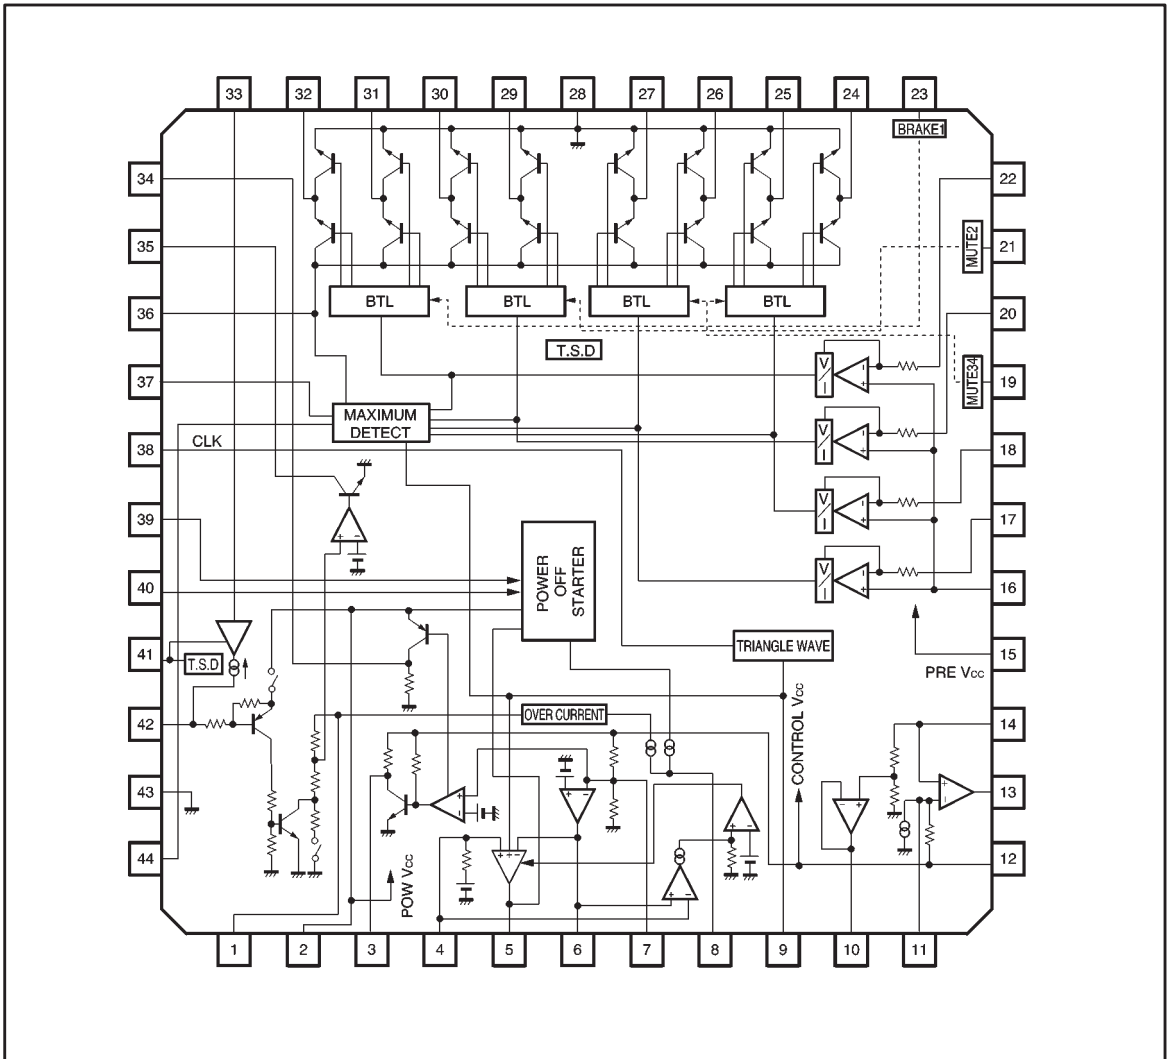 33 32 31 30 29 28 27 26 25 24 23
BRAKE1
34
22
35
MUTE2
21
BTL BTL BTL BTL
36
20
T.S.D
37
V/I
+
-
MUTE34
19
MAXIMUM
DETECT
38
CLK
V/I
+
-
18
39
V/I
+
-
17
+ -
POWER
OFF
STARTER
40
V/I
+
-
16
41
T.S.D
TRIANGLE WAVE
15
PRE Vcc
42
OVER CURRENT
CONTROL Vcc
14
43
+
-
+ -
- +
+
-
13
44
+ + -
+ -
+ -
12
POW Vcc
1 2 3 4 5 6 7 8 9 10 11